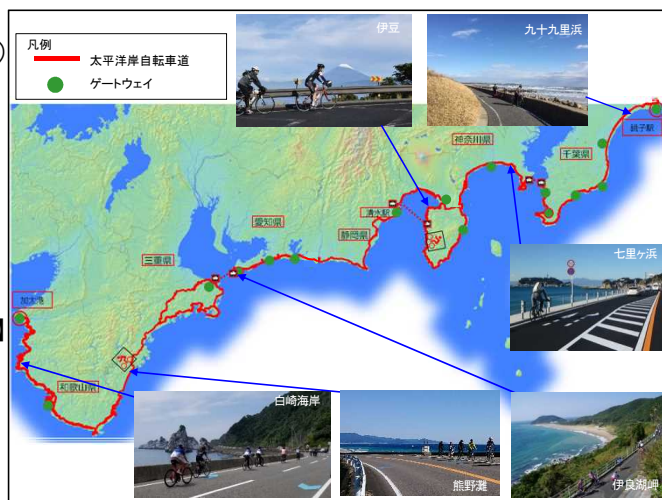 凡例
太平洋岸自転車道
ゲートウェイ
伊豆
九十九里浜
銚子駅
千葉県
神奈川県
清水駅
静岡県
愛知県
三重県
加太港
和歌山県
七里ヶ浜
白崎海岸
熊野灘
伊良湖岬